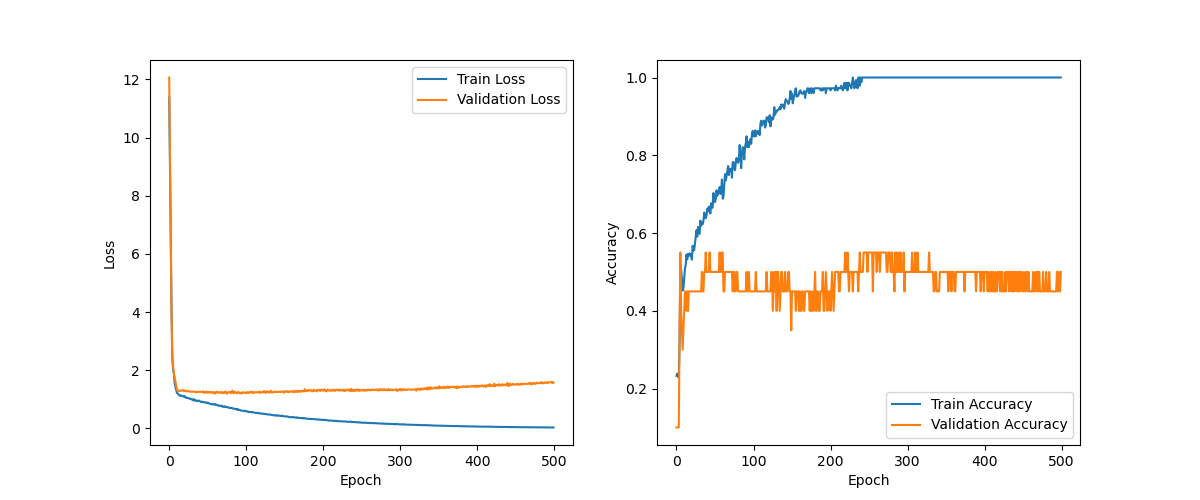 12
10
8
6
4
2
0
Loss
0 100 200 300 400 500
Epoch
Train Loss
Validation Loss
1.0
0.8
0.6
0.4
0.2
Accuracy
0 100 200 300 400 500
Epoch
Train Accuracy
Validation Accuracy